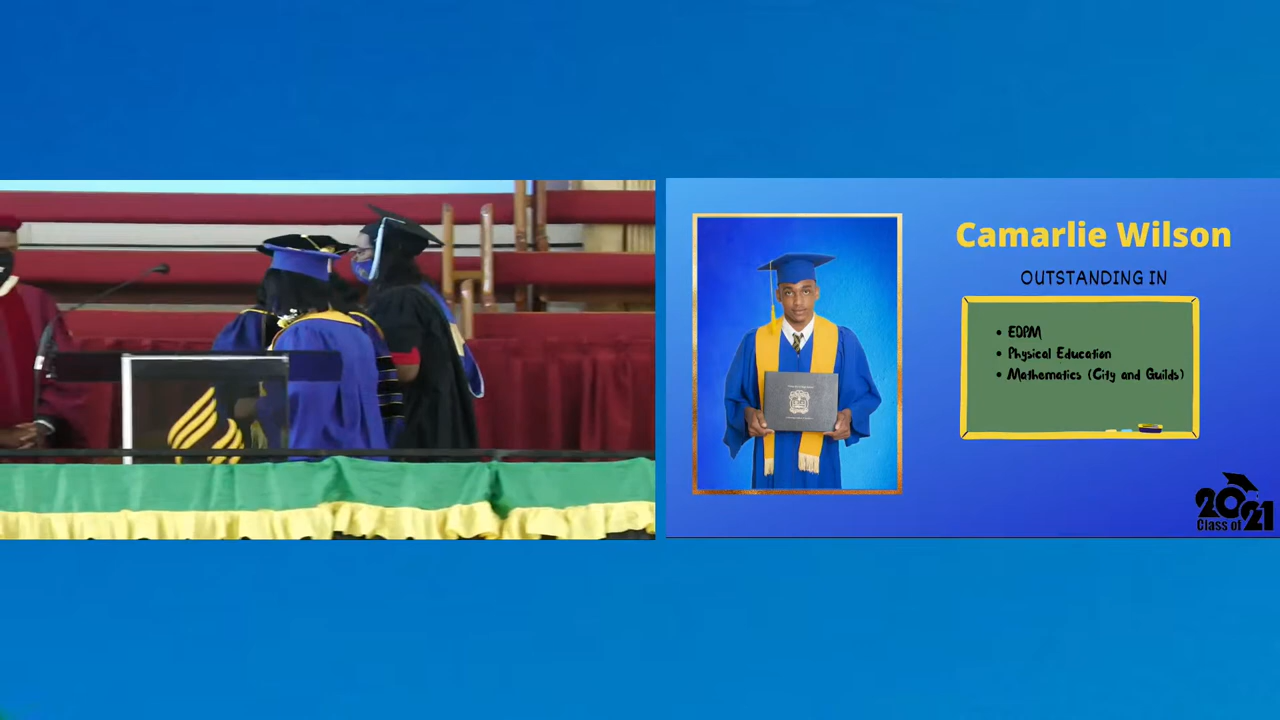 Camarlie Wilson
OUTSTANDING IN
• EDPM
• Physical Education
• Mathematics (City and Guilds)
2021
Class of